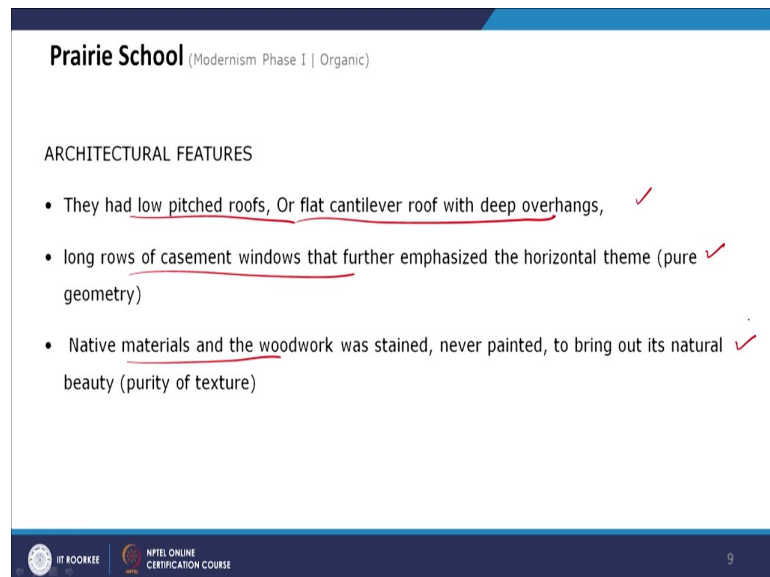 Prairie School (Modernism Phase I | Organic)
ARCHITECTURAL FEATURES
• They had low pitched roofs, Or flat cantilever roof with deep overhangs,
• long rows of casement windows that further emphasized the horizontal theme (pure
geometry)
• Native materials and the woodwork was stained, never painted, to bring out its natural
beauty (purity of texture)
IIT ROORKEE
NPTEL ONLINE
CERTIFICATION COURSE
9